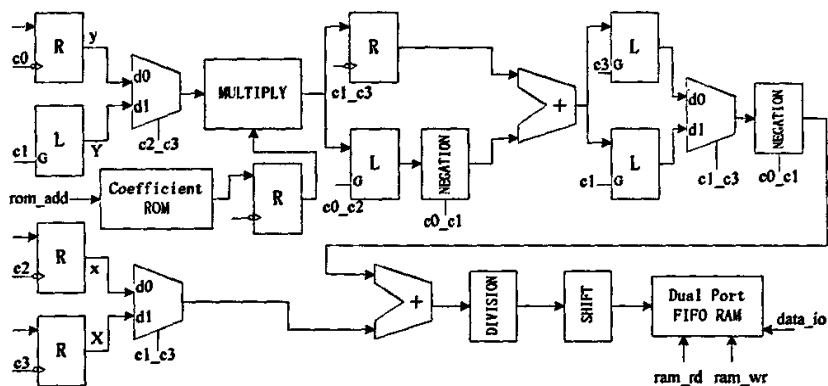 R
y
c0
d0
d1
c2_c3
L
Y
c1
G
MULTIPLY
R
c1_c3
L
G
c0_c2
NEGATION
c0_c1
+
L
c3
G
L
c1
G
d0
d1
c1_c3
NEGATION
c0_c1
rom_add
Coefficient
ROM
R
R
x
c2
d0
d1
c1_c3
R
X
c3
+
DIVISION
SHIFT
Dual Port
FIFO RAM
data_io
ram_rd
ram_wr